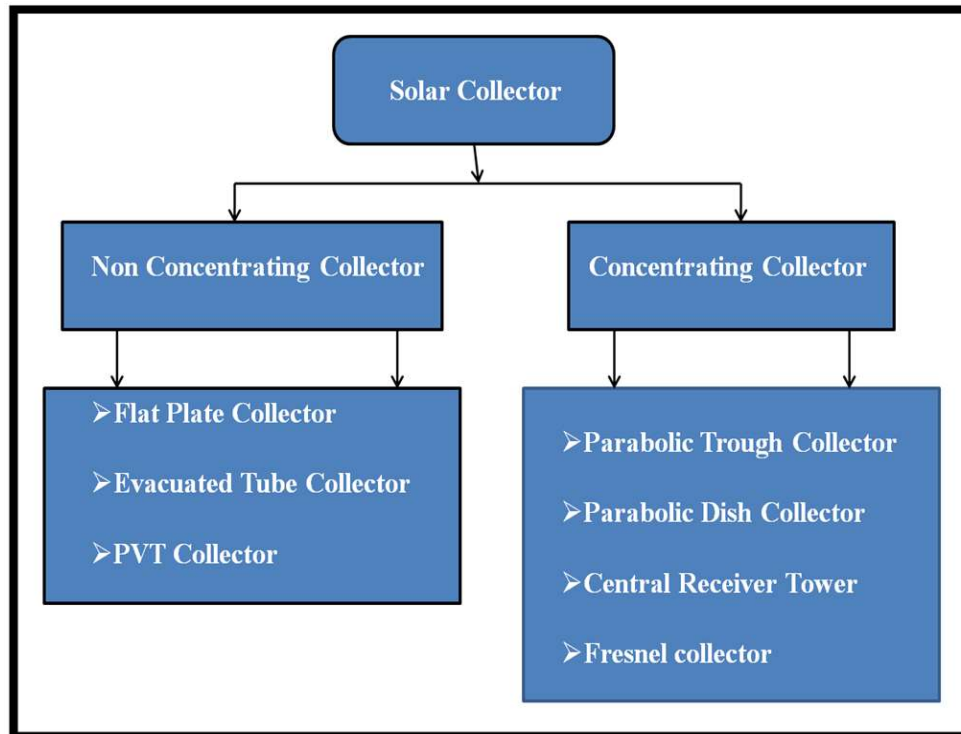 Solar Collector
Non Concentrating Collector
Concentrating Collector
➢Flat Plate Collector
➢Evacuated Tube Collector
➢PVT Collector
➢Parabolic Trough Collector
➢Parabolic Dish Collector
➢Central Receiver Tower
➢Fresnel collector